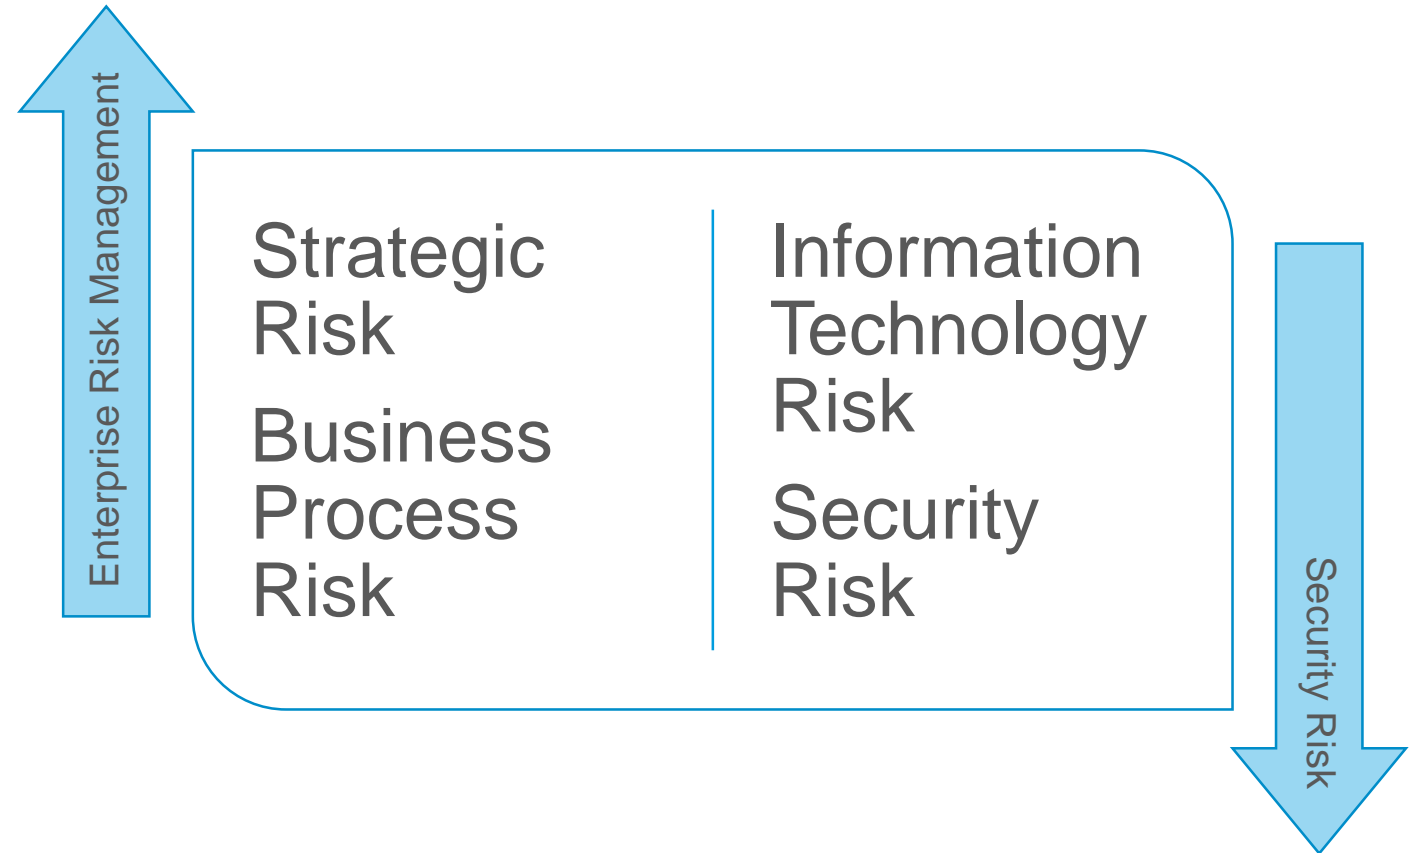 Enterprise Risk Management
Strategic
Risk
Business
Process
Risk
Information
Technology
Risk
Security
Risk
Security Risk